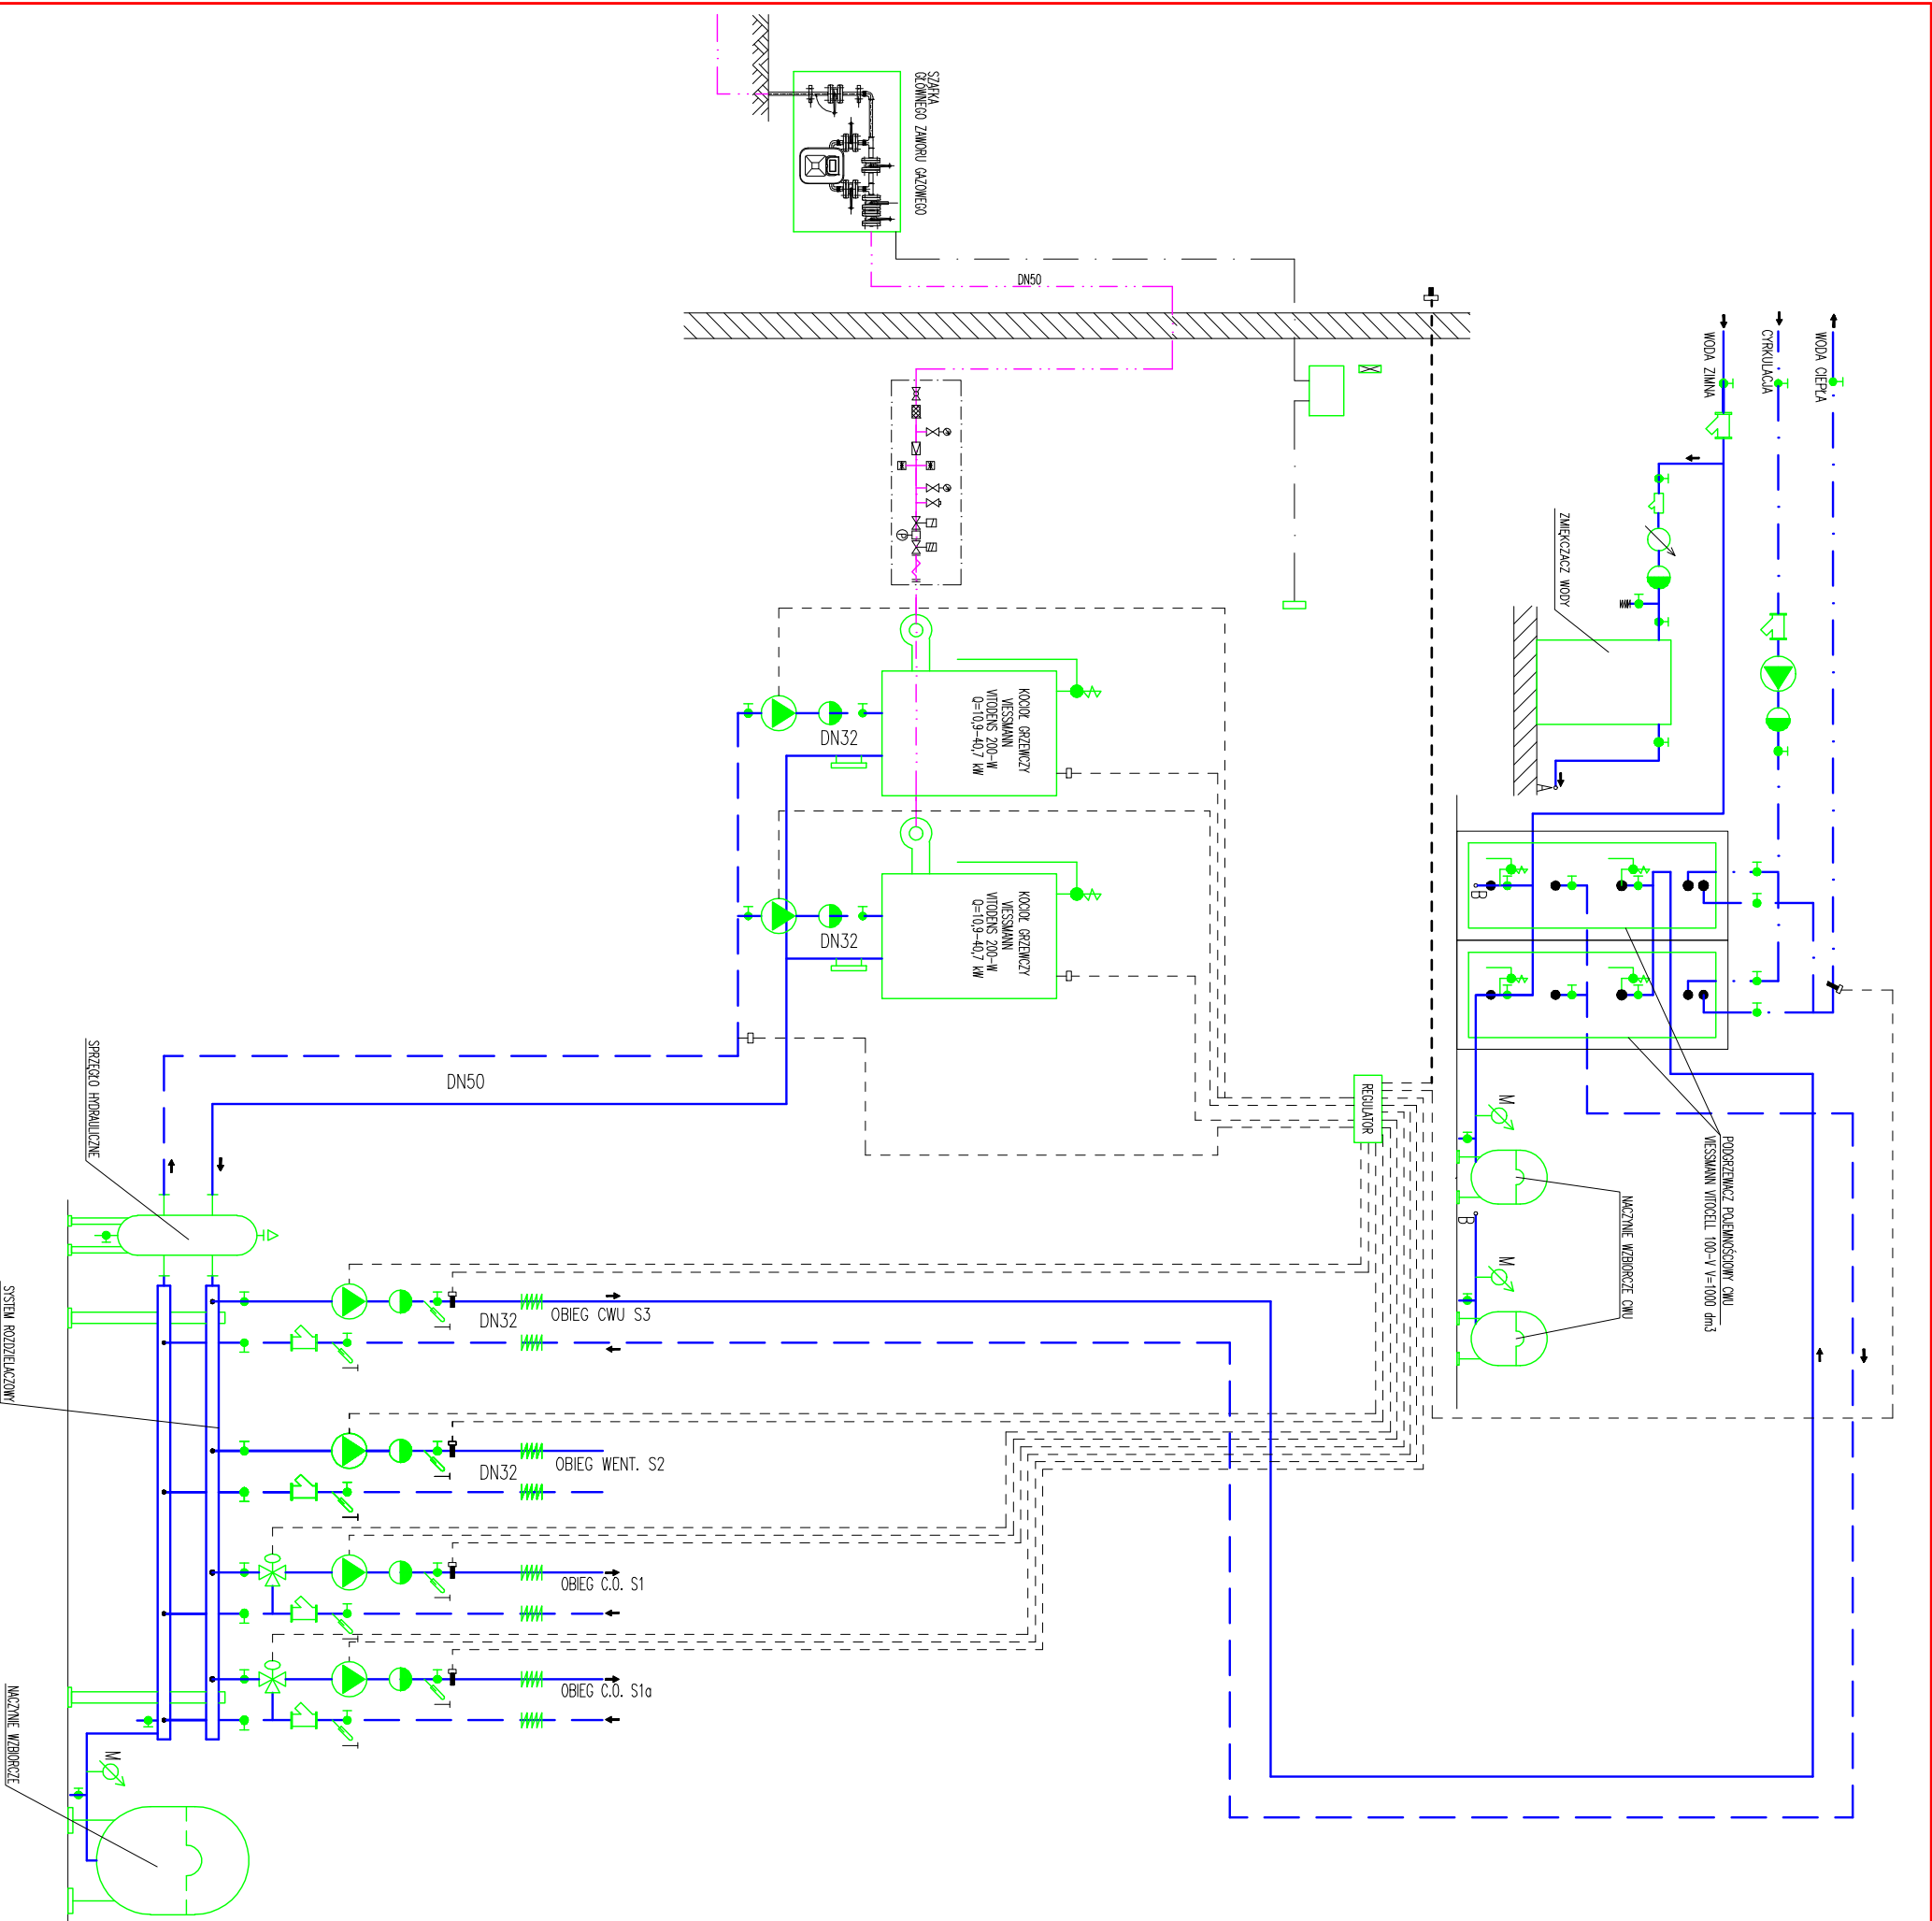 SZAFKA
GŁÓWNEGO ZAWORU GAZOWEGO
DN50
WODA ZIMNA
CYRKULACJA
WODA CIEPŁA
ZMIĘKCZACZ WODY
KOCIOŁ GRZEWCZY
VIESSMANN
VITODENS 200-W
Q=10,9-40,7 kW
DN32
KOCIOŁ GRZEWCZY
VIESSMANN
VITODENS 200-W
Q=10,9-40,7 kW
DN32
P
B
REGULATOR
PODGRZEWACZ POJEMNOŚCIOWY CWU
VIESSMANN VITOCELL 100-V V=1000 dm3
M
NACZYNIE WZBIORCZE CWU
B
M
SPRZĘGŁO HYDRAULICZNE
DN50
SYSTEM ROZDZIELACZOWY
DN32
OBIEG CWU S3
T
T
DN32
OBIEG WENT. S2
T
T
OBIEG C.O. S1
T
T
OBIEG C.O. S1a
T
T
M
NACZYNIE WZBIORCZE